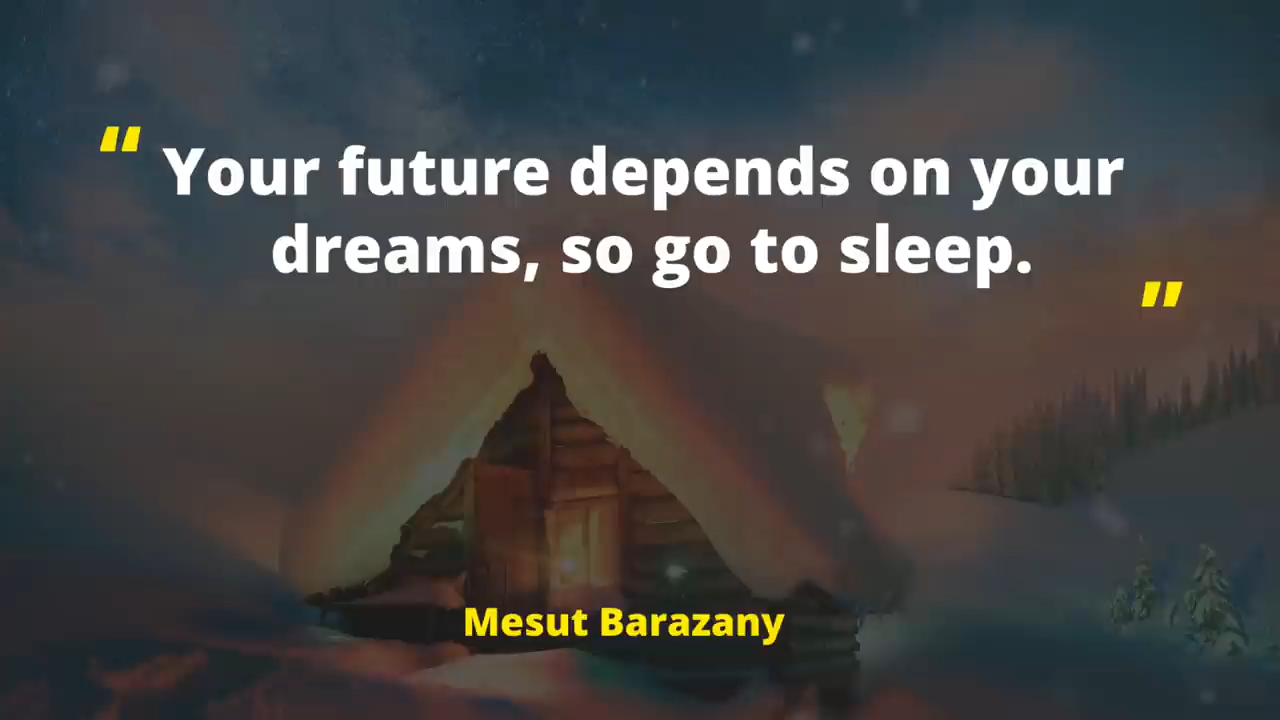 " Your future depends on your
dreams, so go to sleep.
"
Mesut Barazany